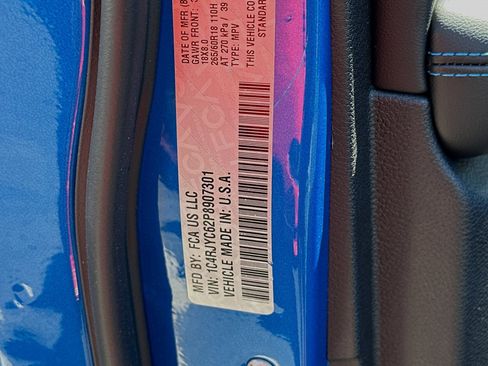 MFD BY: FCA US LLC
DATE OF MFR
GAWR FRONT:
18X8.0
265/60R18 110H
AT 270 kPa / 39
TYPE: MPV
THIS VEHICLE CO
STANDAR
VIN: 1C4RJYC62P8907301
VEHICLE MADE IN: U.S.A.